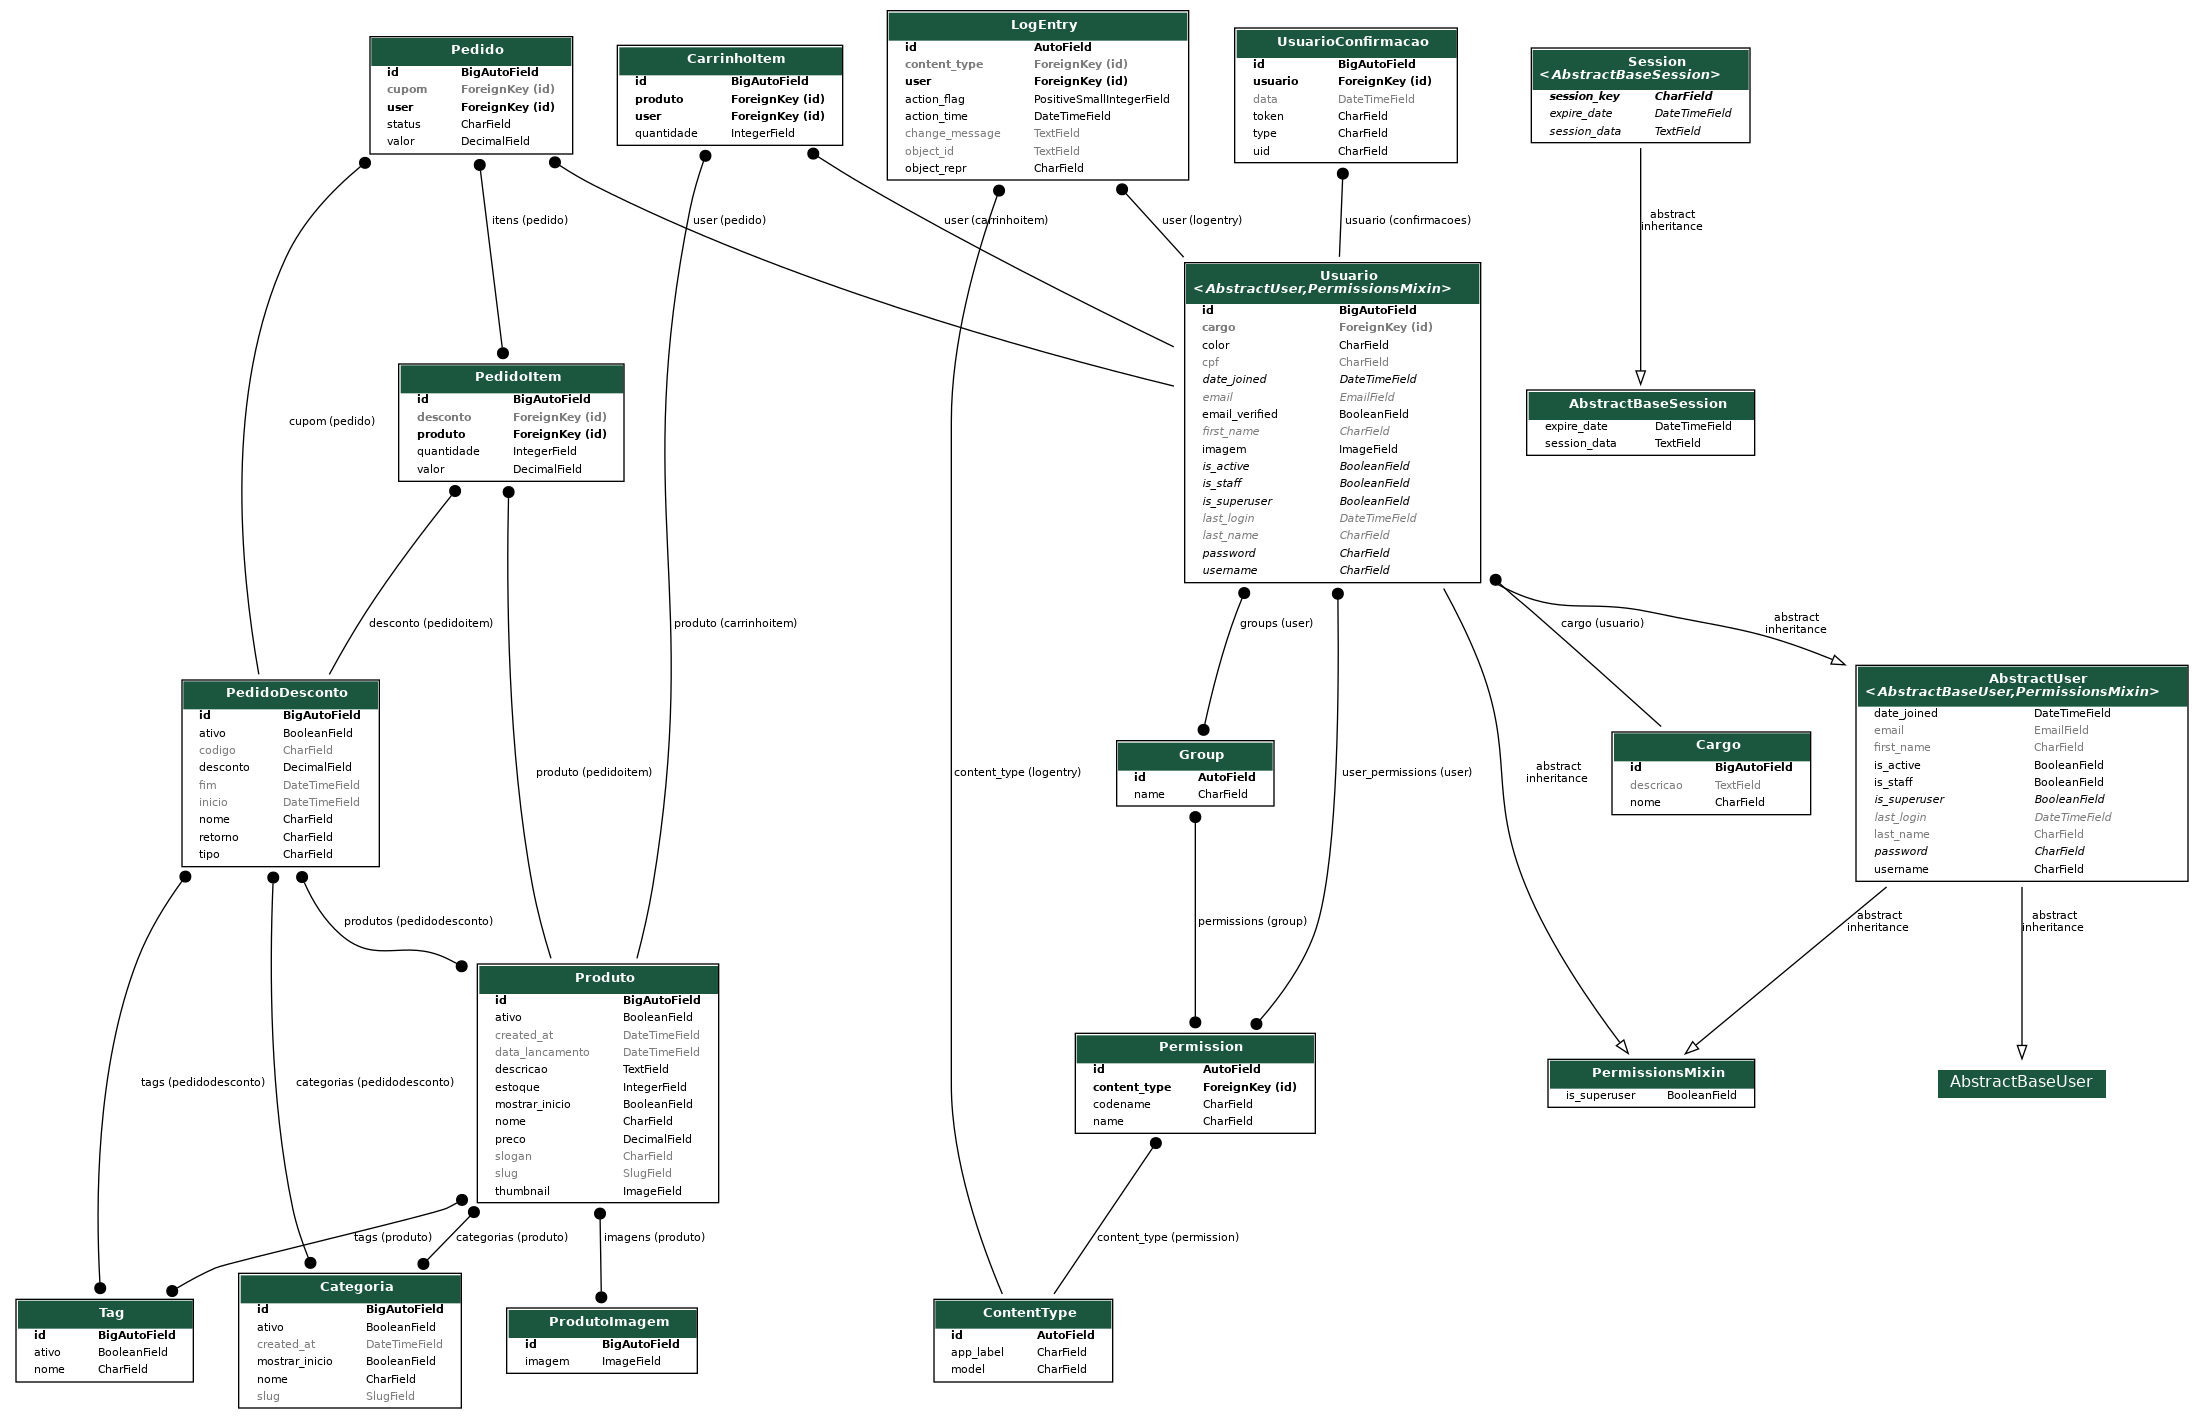 Pedido
id BigAutoField
cupom ForeignKey (id)
user ForeignKey (id)
status CharField
valor DecimalField
CarrinhoItem
id BigAutoField
produto ForeignKey (id)
user ForeignKey (id)
quantidade IntegerField
LogEntry
id AutoField
content_type ForeignKey (id)
user ForeignKey (id)
action_flag PositiveSmallIntegerField
action_time DateTimeField
change_message TextField
object_id TextField
object_repr CharField
UsuarioConfirmacao
id BigAutoField
usuario ForeignKey (id)
data DateTimeField
token CharField
type CharField
uid CharField
Session
<AbstractBaseSession>
session_key CharField
expire_date DateTimeField
session_data TextField
itens (pedido)
user (pedido)
user (carrinhoitem)
user (logentry)
usuario (confirmacoes)
abstract
inheritance
Usuario
<AbstractUser,PermissionsMixin>
id BigAutoField
cargo ForeignKey (id)
color CharField
cpf CharField
date_joined DateTimeField
email EmailField
email_verified BooleanField
first_name CharField
imagem ImageField
is_active BooleanField
is_staff BooleanField
is_superuser BooleanField
last_login DateTimeField
last_name CharField
password CharField
username CharField
cupom (pedido)
PedidoItem
id BigAutoField
desconto ForeignKey (id)
produto ForeignKey (id)
quantidade IntegerField
valor DecimalField
AbstractBaseSession
expire_date DateTimeField
session_data TextField
desconto (pedidoitem)
produto (carrinhoitem)
groups (user)
cargo (usuario)
abstract
inheritance
PedidoDesconto
id BigAutoField
ativo BooleanField
codigo CharField
desconto DecimalField
fim DateTimeField
inicio DateTimeField
nome CharField
retorno CharField
tipo CharField
produto (pedidoitem)
content_type (logentry)
Group
id AutoField
name CharField
user_permissions (user)
abstract
inheritance
Cargo
id BigAutoField
descricao TextField
nome CharField
AbstractUser
<AbstractBaseUser,PermissionsMixin>
date_joined DateTimeField
email EmailField
first_name CharField
is_active BooleanField
is_staff BooleanField
is_superuser BooleanField
last_login DateTimeField
last_name CharField
password CharField
username CharField
produtos (pedidodesconto)
permissions (group)
abstract
inheritance
abstract
inheritance
tags (pedidodesconto)
categorias (pedidodesconto)
Produto
id BigAutoField
ativo BooleanField
created_at DateTimeField
data_lancamento DateTimeField
descricao TextField
estoque IntegerField
mostrar_inicio BooleanField
nome CharField
preco DecimalField
slogan CharField
slug SlugField
thumbnail ImageField
Permission
id AutoField
content_type ForeignKey (id)
codename CharField
name CharField
PermissionsMixin
is_superuser BooleanField
AbstractBaseUser
tags (produto)
categorias (produto)
imagens (produto)
content_type (permission)
Tag
id BigAutoField
ativo BooleanField
nome CharField
Categoria
id BigAutoField
ativo BooleanField
created_at DateTimeField
mostrar_inicio BooleanField
nome CharField
slug SlugField
ProdutoImagem
id BigAutoField
imagem ImageField
ContentType
id AutoField
app_label CharField
model CharField